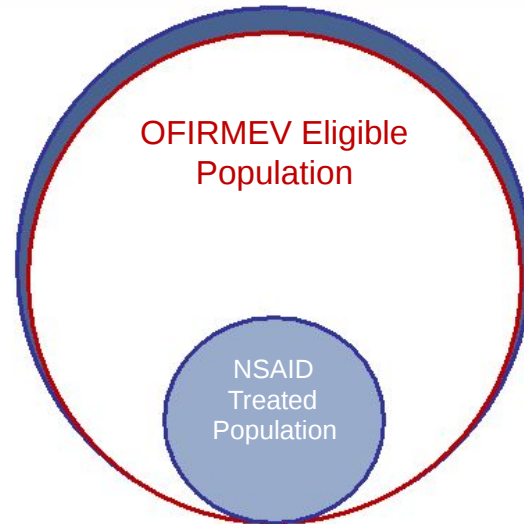 OFIRMEV Eligible
Population
NSAID
Treated
Population